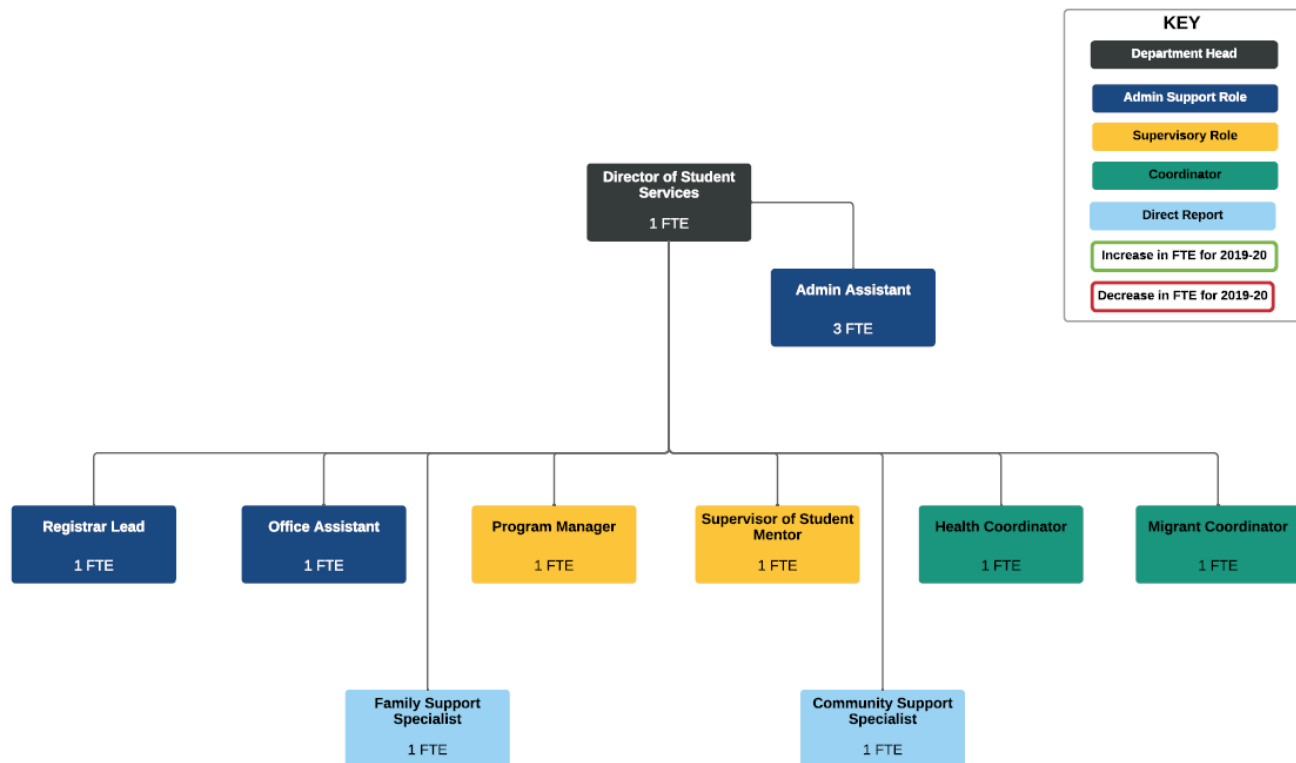 KEY
Department Head
Admin Support Role
Supervisory Role
Coordinator
Direct Report
Increase in FTE for 2019-20
Decrease in FTE for 2019-20
Director of Student
Services
1 FTE
Admin Assistant
3 FTE
Registrar Lead
1 FTE
Office Assistant
1 FTE
Program Manager
1 FTE
Supervisor of Student
Mentor
1 FTE
Health Coordinator
1 FTE
Migrant Coordinator
1 FTE
Family Support
Specialist
1 FTE
Community Support
Specialist
1 FTE